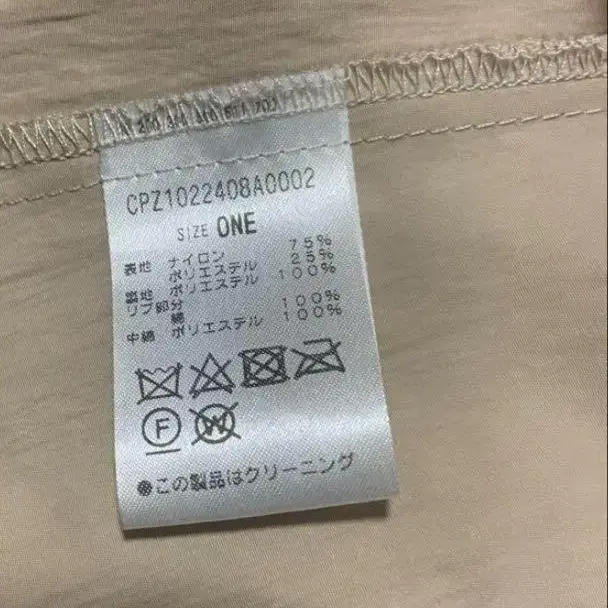 CPZ1022408A0002
SIZE ONE
表地 ナイロン 75%
ポリエステル 25%
裏地 ポリエステル 100%
リブ部分
綿 100%
中綿 ポリエステル 100%
F W
●この製品はクリーニング